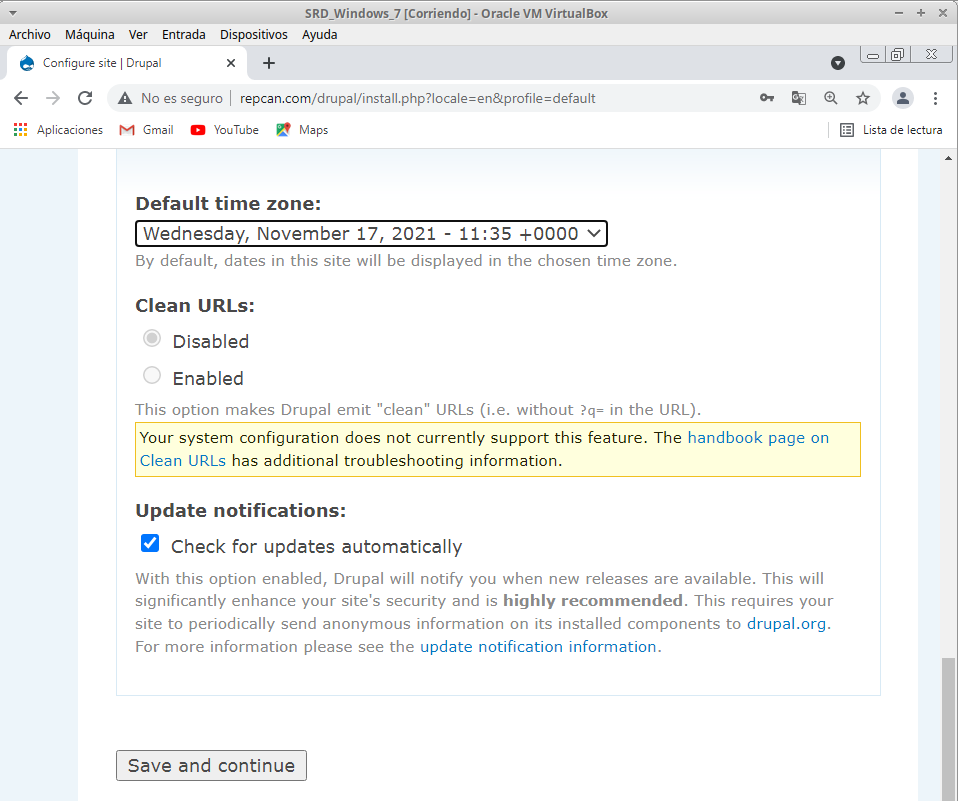 SRD_Windows_7 [Corriendo] - Oracle VM VirtualBox
Archivo Máquina Ver Entrada Dispositivos Ayuda
Configure site | Drupal
No es seguro repcan.com/drupal/install.php?locale=en&profile=default
Aplicaciones Gmail YouTube Maps Lista de lectura
Default time zone:
Wednesday, November 17, 2021 - 11:35 +0000
By default, dates in this site will be displayed in the chosen time zone.
Clean URLs:
Disabled
Enabled
This option makes Drupal emit "clean" URLs (i.e. without ?q= in the URL).
Your system configuration does not currently support this feature. The handbook page on
Clean URLs has additional troubleshooting information.
Update notifications:
Check for updates automatically
With this option enabled, Drupal will notify you when new releases are available. This will
significantly enhance your site's security and is highly recommended. This requires your
site to periodically send anonymous information on its installed components to drupal.org.
For more information please see the update notification information.
Save and continue